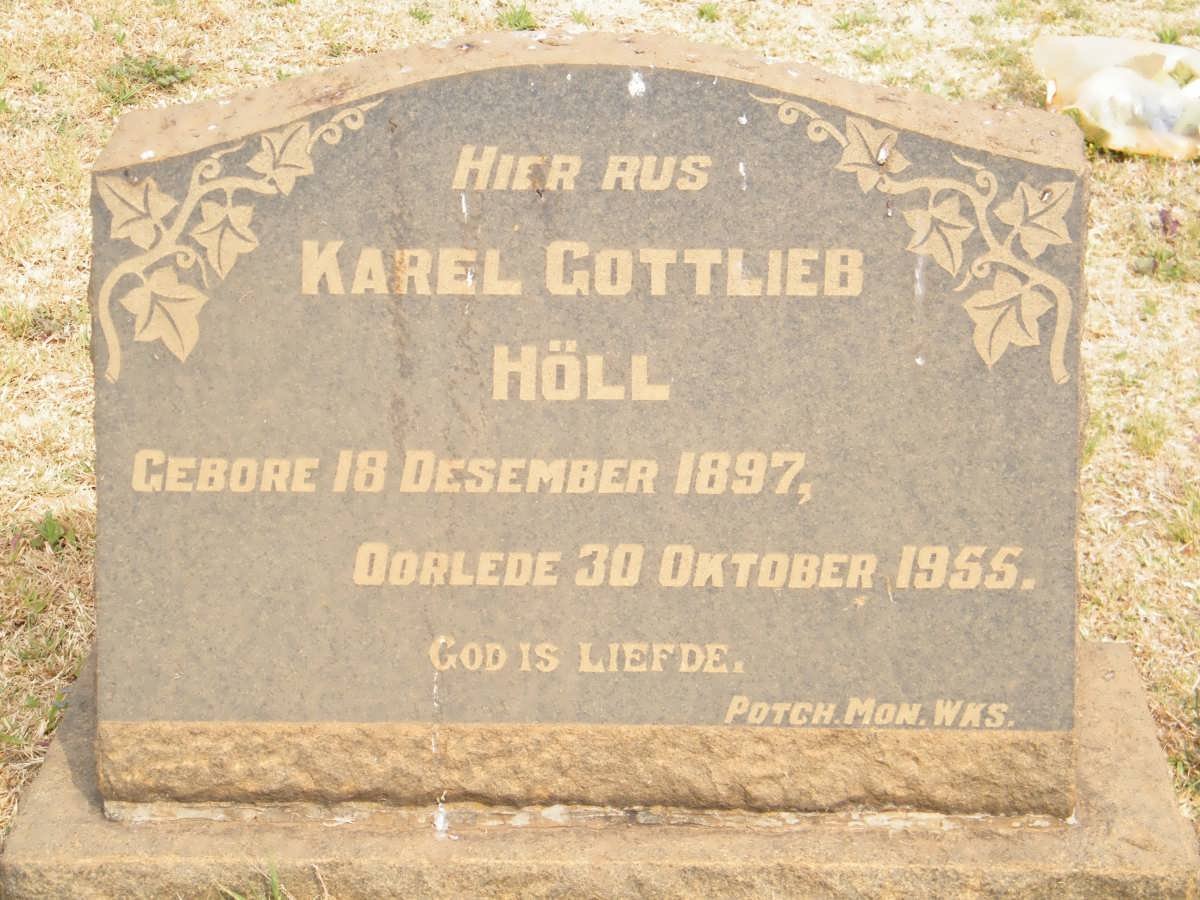 HIER RUS
KAREL GOTTLIEB
HÖLL
GEBORE 18 DESEMBER 1897,
OORLEDE 30 OKTOBER 1955.
GOD IS LIEFDE.
POTCH. MON. WKS.